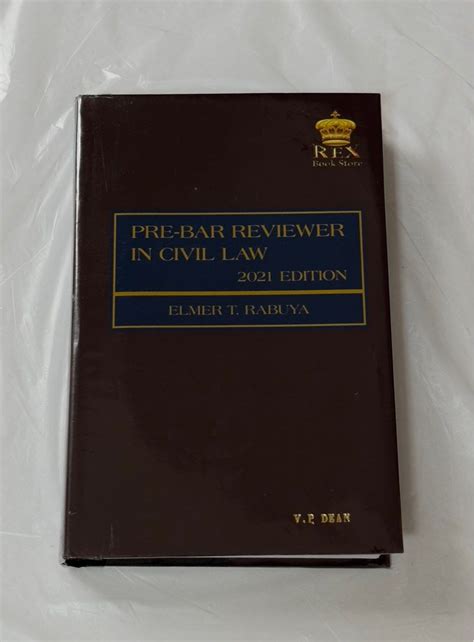 REX
Book Store
PRE-BAR REVIEWER
IN CIVIL LAW
2021 EDITION
ELMER T. RABUYA
V.P. DEAN